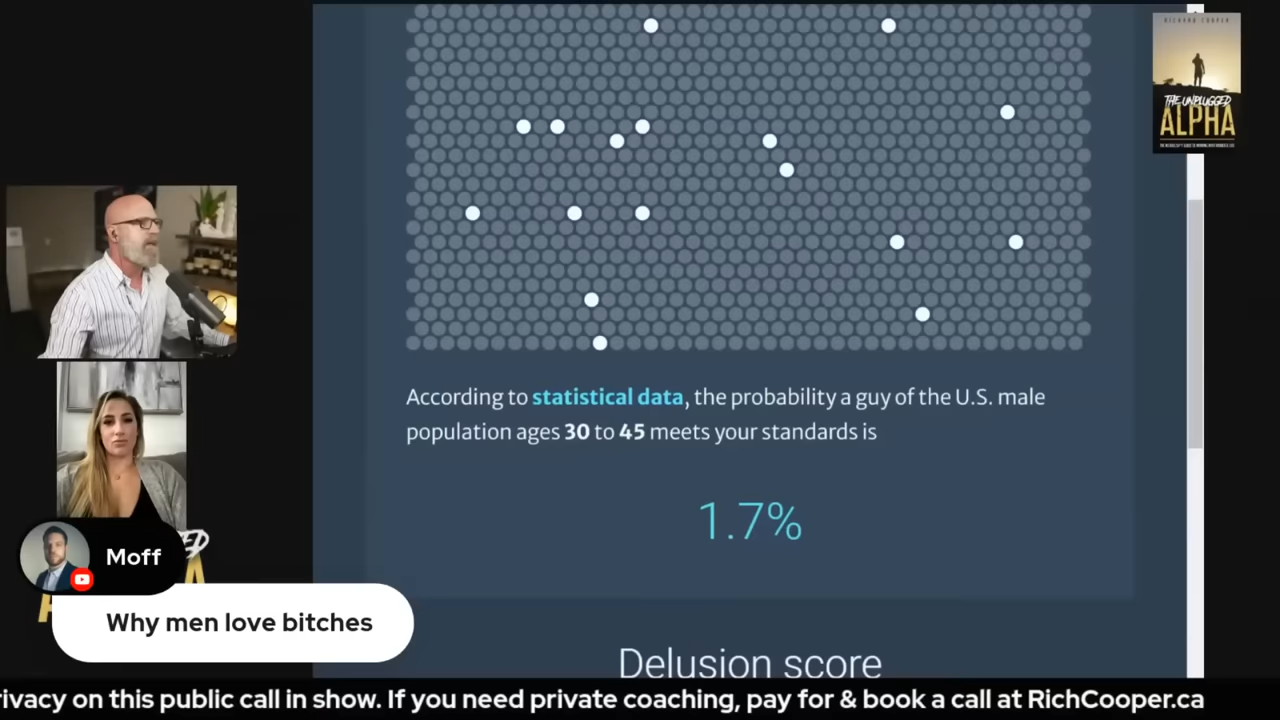 RICHARD COOPER
THE UNPLUGGED
ALPHA
According to statistical data, the probability a guy of the U.S. male
population ages 30 to 45 meets your standards is
1.7%
Moff
Why men love bitches
Delusion score
rivacy on this public call in show. If you need private coaching, pay for & book a call at RichCooper.ca